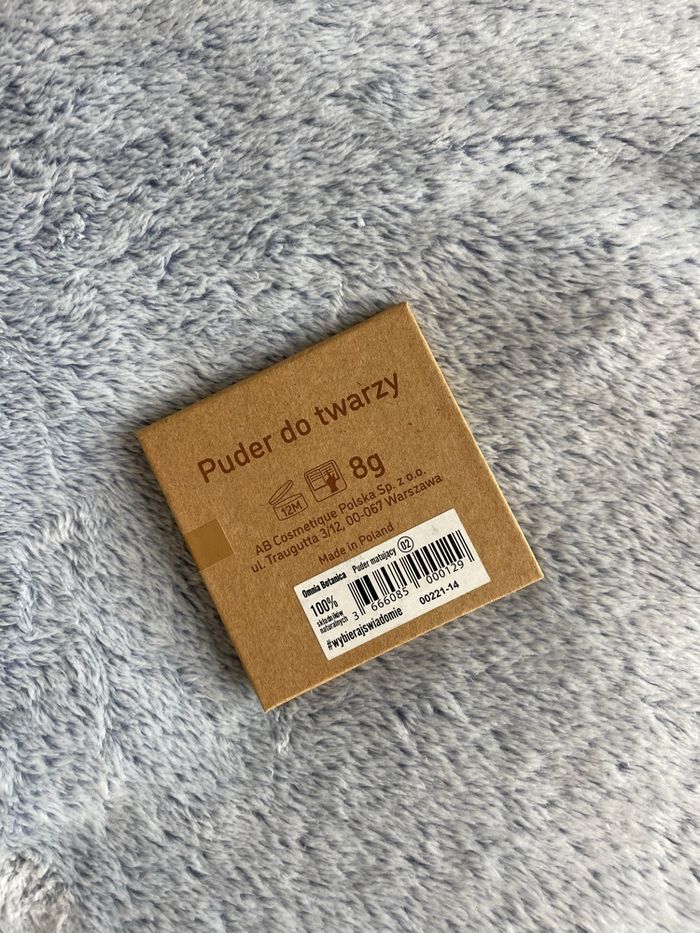 Puder do twarzy
12M
8g
AB Cosmetique Polska Sp. z o.o.
ul. Traugutta 3/12, 00-067 Warszawa
Made In Poland
Omnia Botanica Puder matujący 02
100%
składników
naturalnych
3 666085 000129
#wybierajswiadomie 00221-14